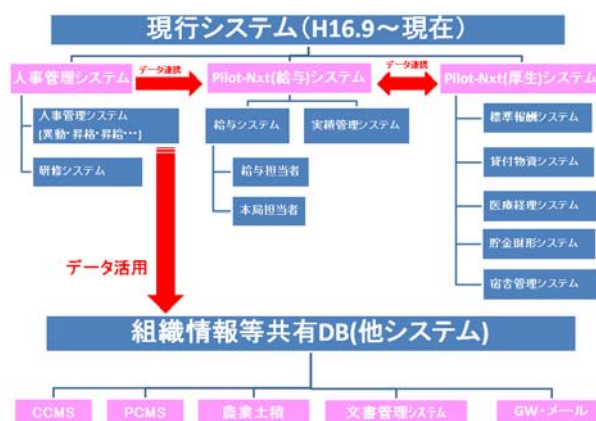 現行システム(H16.9~現在)
人事管理システム
データ連携
Pilot-Nxt(給与)システム
データ連携
Pilot-Nxt(厚生)システム
人事管理システム
[異動・昇格・昇給…]
研修システム
給与システム
実績管理システム
給与担当者
本局担当者
標準報酬システム
貸付物資システム
医療経理システム
貯金財形システム
宿舎管理システム
データ活用
組織情報等共有DB(他システム)
CCMS
PCMS
農業土積
文書管理システム
GW・メール